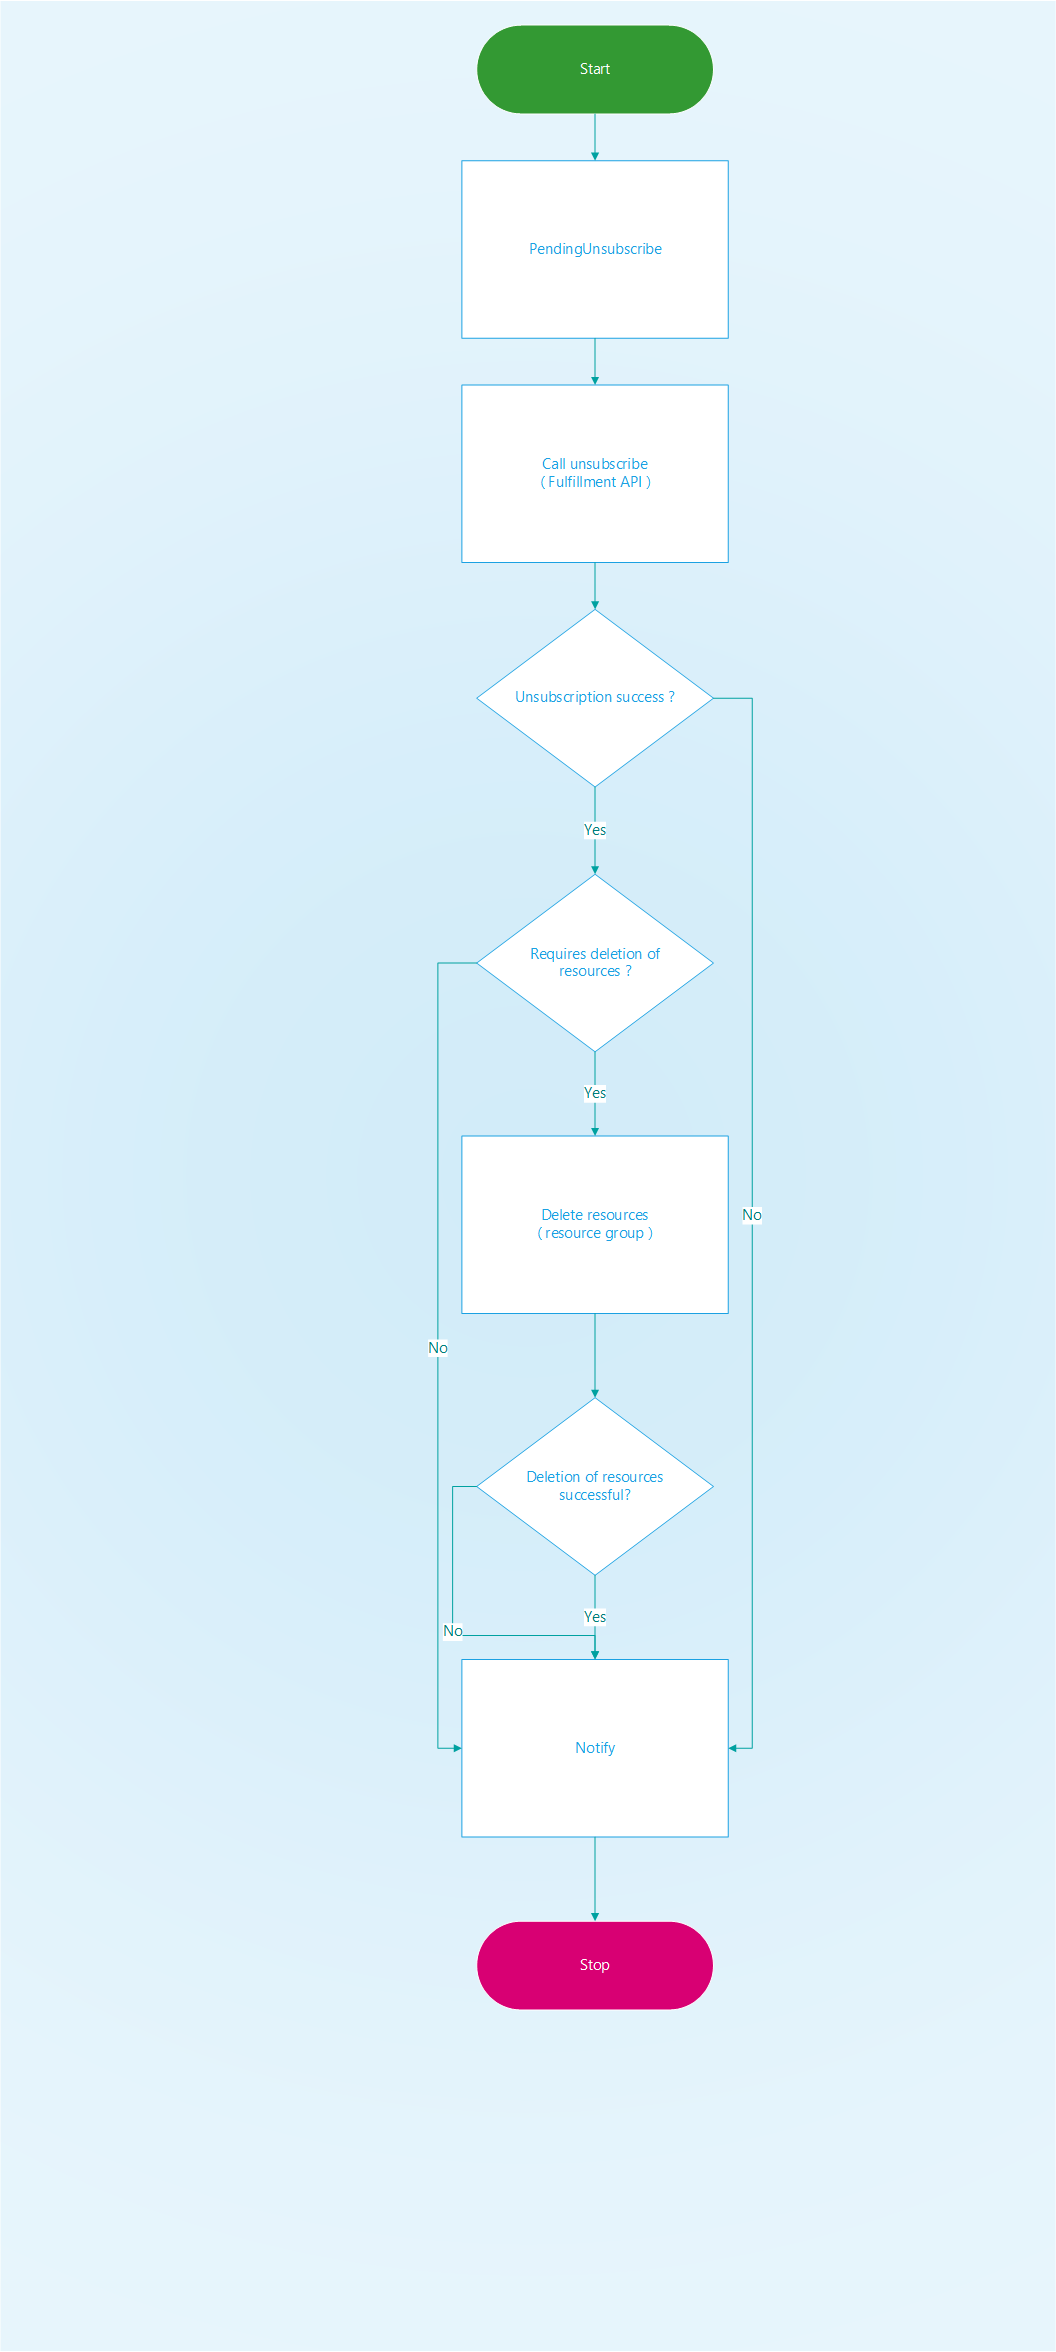 Start
PendingUnsubscribe
Call unsubscribe
( Fulfillment API )
Unsubscription success ?
Yes
Requires deletion of
resources ?
Yes
Delete resources
( resource group )
No
No
Deletion of resources
successful?
Yes
No
Notify
Stop